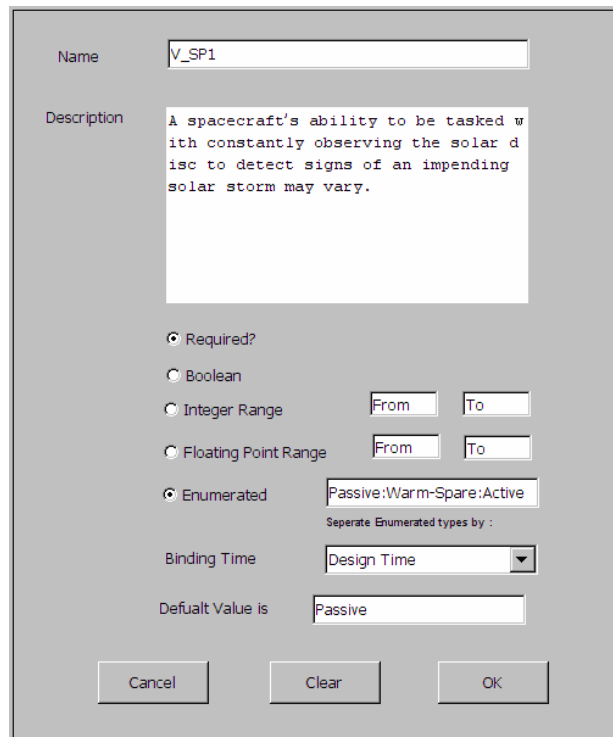 Name V_SP1
Description
A spacecraft's ability to be tasked w
ith constantly observing the solar d
isc to detect signs of an impending
solar storm may vary.
Required?
Boolean
Integer Range From To
Floating Point Range From To
Enumerated Passive:Warm-Spare:Active
Seperate Enumerated types by :
Binding Time Design Time
Defualt Value is Passive
Cancel Clear OK